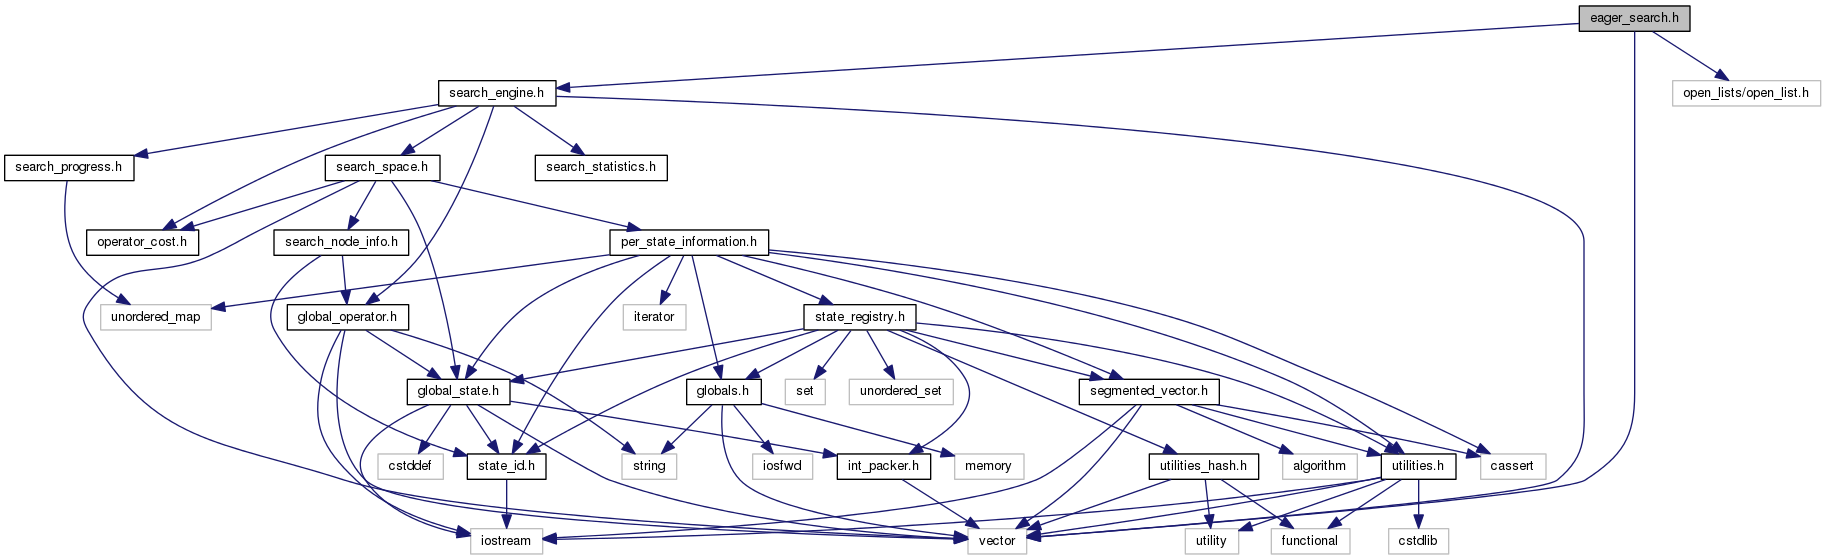 eager_search.h
search_engine.h
open_lists/open_list.h
search_progress.h
search_space.h
search_statistics.h
operator_cost.h
search_node_info.h
per_state_information.h
unordered_map
global_operator.h
iterator
state_registry.h
global_state.h
globals.h
set
unordered_set
segmented_vector.h
cstddef
state_id.h
string
iosfwd
int_packer.h
memory
utilities_hash.h
algorithm
utilities.h
cassert
iostream
vector
utility
functional
cstdlib